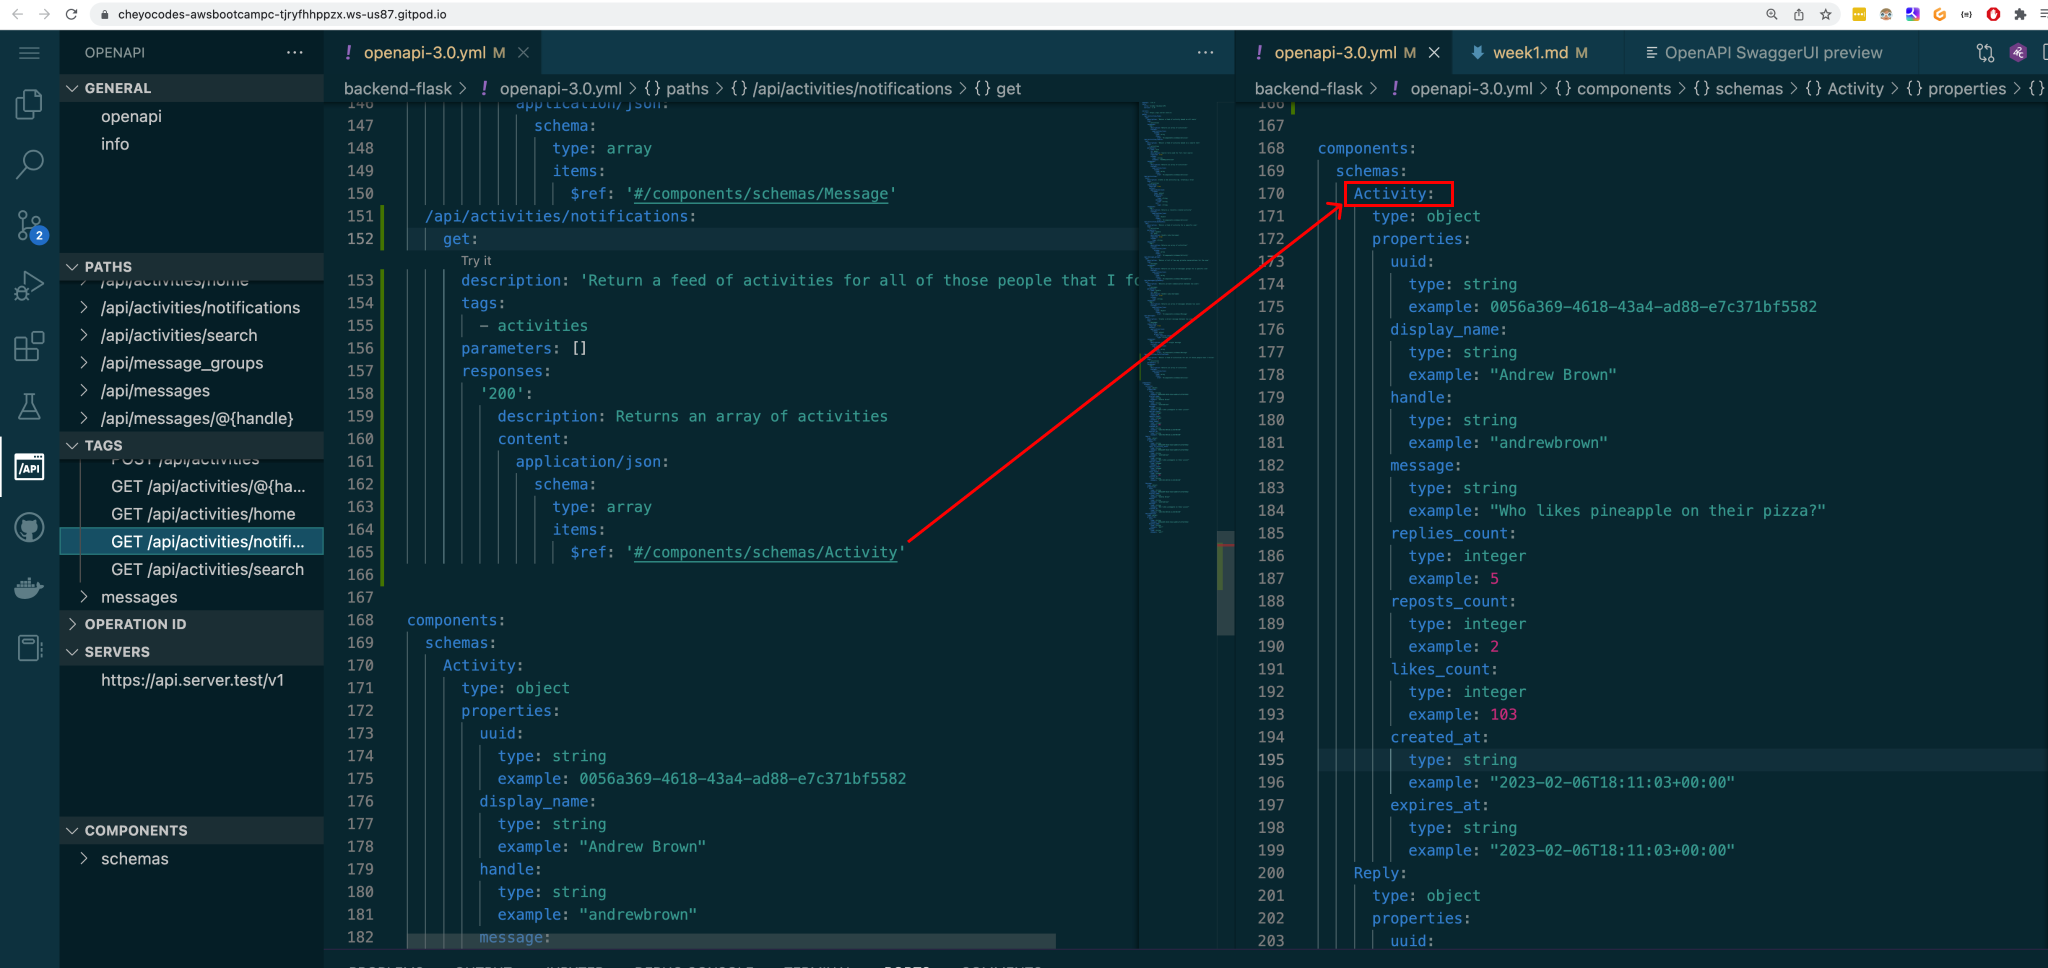 cheyocodes-awsbootcampc-tjryfhhppzx.ws-us87.gitpod.io
OPENAPI
GENERAL
openapi
info
PATHS
/api/activities/home
/api/activities/notifications
/api/activities/search
/api/message_groups
/api/messages
/api/messages/@{handle}
TAGS
POST /api/activities
GET /api/activities/@{ha...
GET /api/activities/home
GET /api/activities/notifi...
GET /api/activities/search
messages
OPERATION ID
SERVERS
https://api.server.test/v1
COMPONENTS
schemas
2
/API
! openapi-3.0.yml M
backend-flask > ! openapi-3.0.yml > {} paths > {} /api/activities/notifications > {} get
146 application/json:
147 schema:
148 type: array
149 items:
150 $ref: '#/components/schemas/Message'
151 /api/activities/notifications:
152 get:
Try it
153 description: 'Return a feed of activities for all of those people that I fo
154 tags:
155 - activities
156 parameters: []
157 responses:
158 '200':
159 description: Returns an array of activities
160 content:
161 application/json:
162 schema:
163 type: array
164 items:
165 $ref: '#/components/schemas/Activity'
166
167
168 components:
169 schemas:
170 Activity:
171 type: object
172 properties:
173 uuid:
174 type: string
175 example: 0056a369-4618-43a4-ad88-e7c371bf5582
176 display_name:
177 type: string
178 example: "Andrew Brown"
179 handle:
180 type: string
181 example: "andrewbrown"
182 message:
! openapi-3.0.yml M
week1.md M
OpenAPI SwaggerUI preview
backend-flask > ! openapi-3.0.yml > {} components > {} schemas > {} Activity > {} properties > {}
166
167
168 components:
169 schemas:
170 Activity:
171 type: object
172 properties:
173 uuid:
174 type: string
175 example: 0056a369-4618-43a4-ad88-e7c371bf5582
176 display_name:
177 type: string
178 example: "Andrew Brown"
179 handle:
180 type: string
181 example: "andrewbrown"
182 message:
183 type: string
184 example: "Who likes pineapple on their pizza?"
185 replies_count:
186 type: integer
187 example: 5
188 reposts_count:
189 type: integer
190 example: 2
191 likes_count:
192 type: integer
193 example: 103
194 created_at:
195 type: string
196 example: "2023-02-06T18:11:03+00:00"
197 expires_at:
198 type: string
199 example: "2023-02-06T18:11:03+00:00"
200 Reply:
201 type: object
202 properties:
203 uuid: